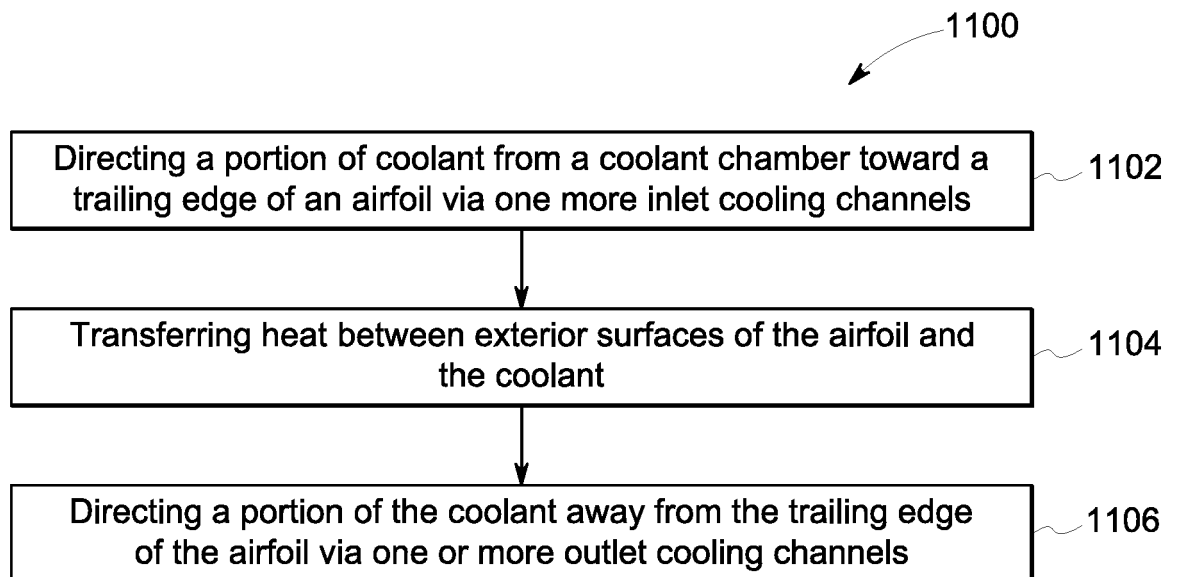 1100
Directing a portion of coolant from a coolant chamber toward a
trailing edge of an airfoil via one more inlet cooling channels
1102
Transferring heat between exterior surfaces of the airfoil and
the coolant
1104
Directing a portion of the coolant away from the trailing edge
of the airfoil via one or more outlet cooling channels
1106